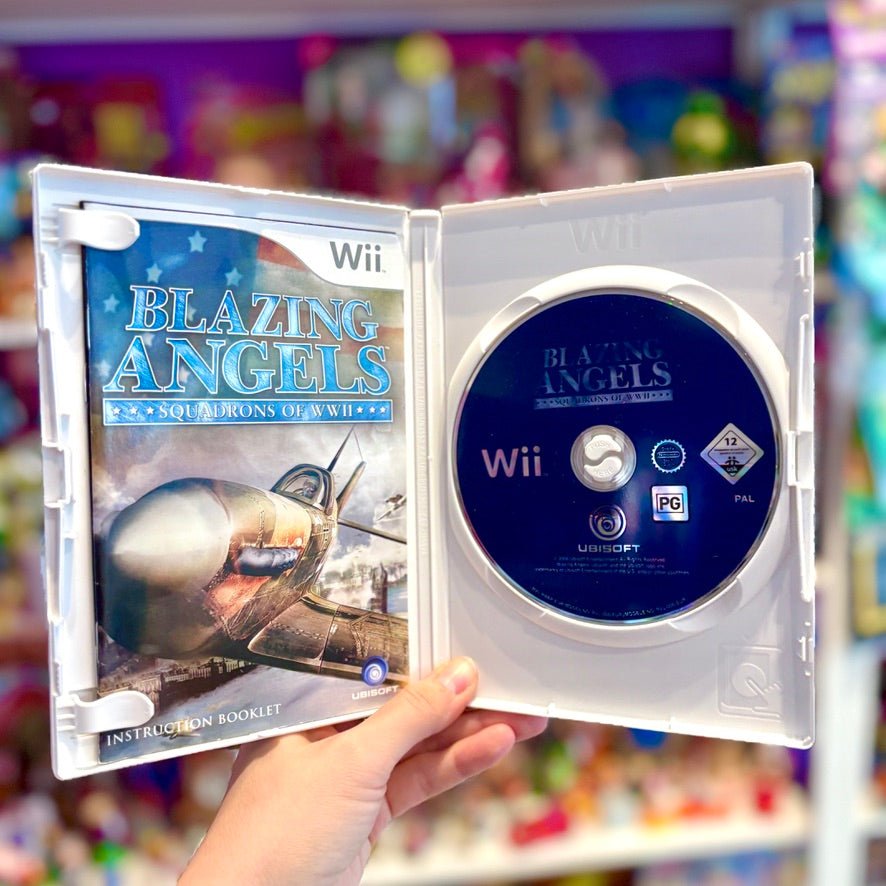 Wii
BLAZING
ANGELS
SQUADRONS OF WWII
UBISOFT
INSTRUCTION BOOKLET
Wii
BLAZING
ANGELS
SQUADRONS OF WWII
Wii
12
usk
PG
PAL
UBISOFT